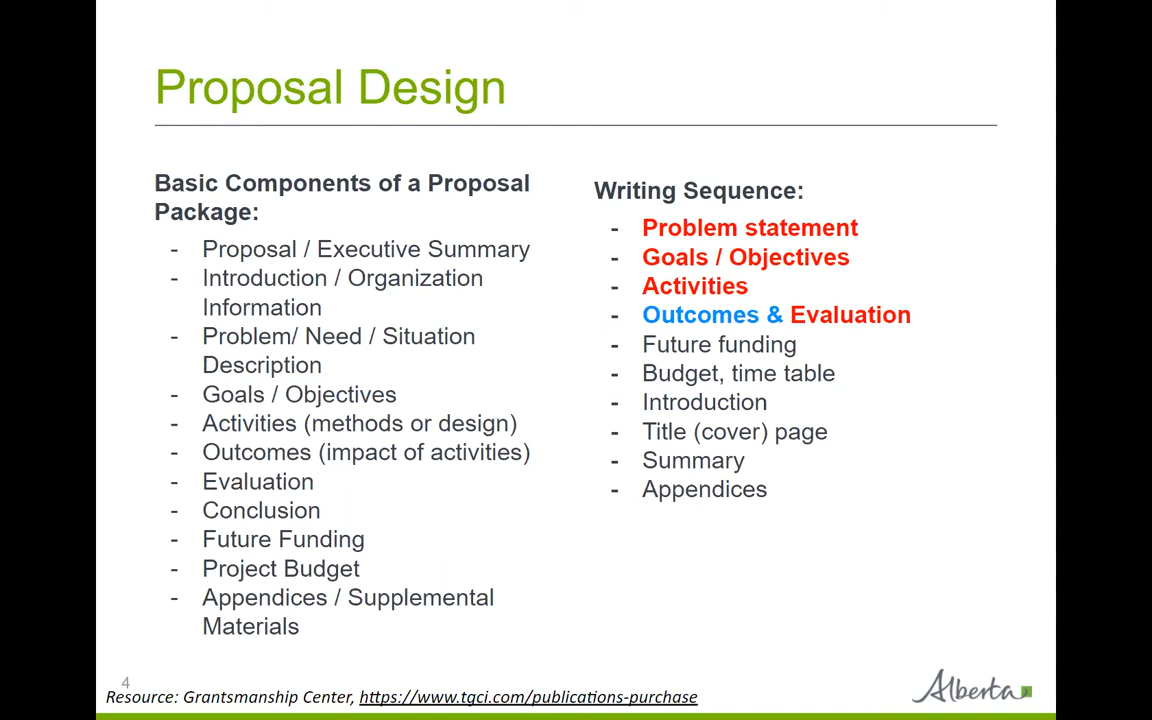 Proposal Design
Basic Components of a Proposal
Package:
- Proposal / Executive Summary
- Introduction / Organization
Information
- Problem/ Need / Situation
Description
- Goals / Objectives
- Activities (methods or design)
- Outcomes (impact of activities)
- Evaluation
- Conclusion
- Future Funding
- Project Budget
- Appendices / Supplemental
Materials
Writing Sequence:
- Problem statement
- Goals / Objectives
- Activities
- Outcomes & Evaluation
- Future funding
- Budget, time table
- Introduction
- Title (cover) page
- Summary
- Appendices
4
Resource: Grantsmanship Center, https://www.tgci.com/publications-purchase
Alberta